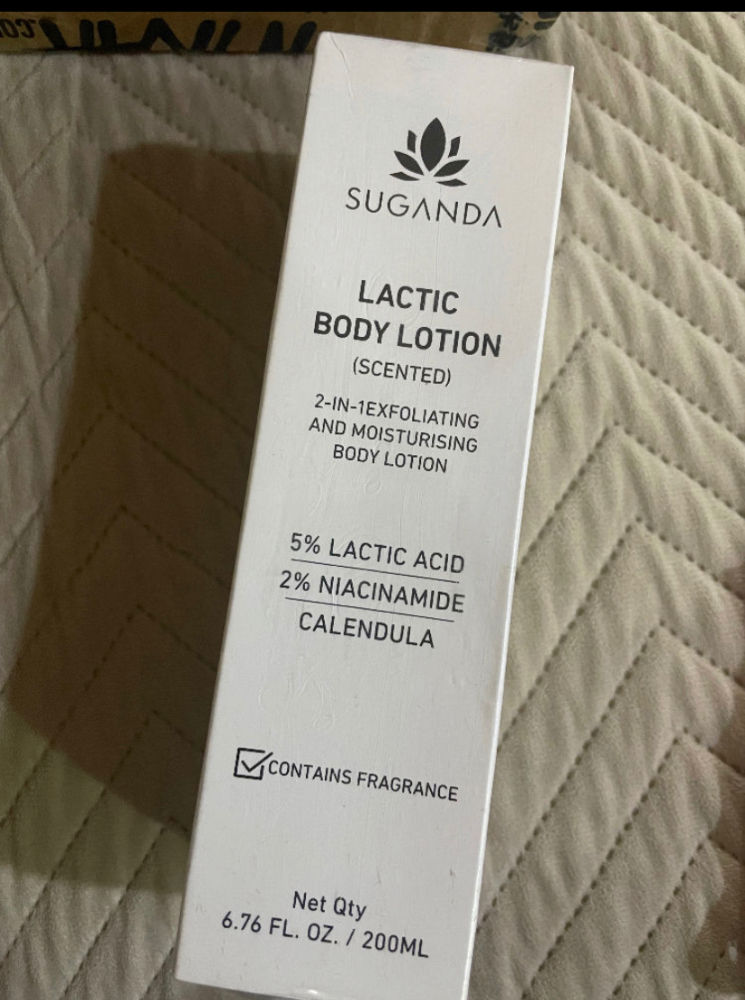 SUGANDA
LACTIC
BODY LOTION
(SCENTED)
2-IN-1EXFOLIATING
AND MOISTURISING
BODY LOTION
5% LACTIC ACID
2% NIACINAMIDE
CALENDULA
CONTAINS FRAGRANCE
Net Qty
6.76 FL. OZ. / 200ML